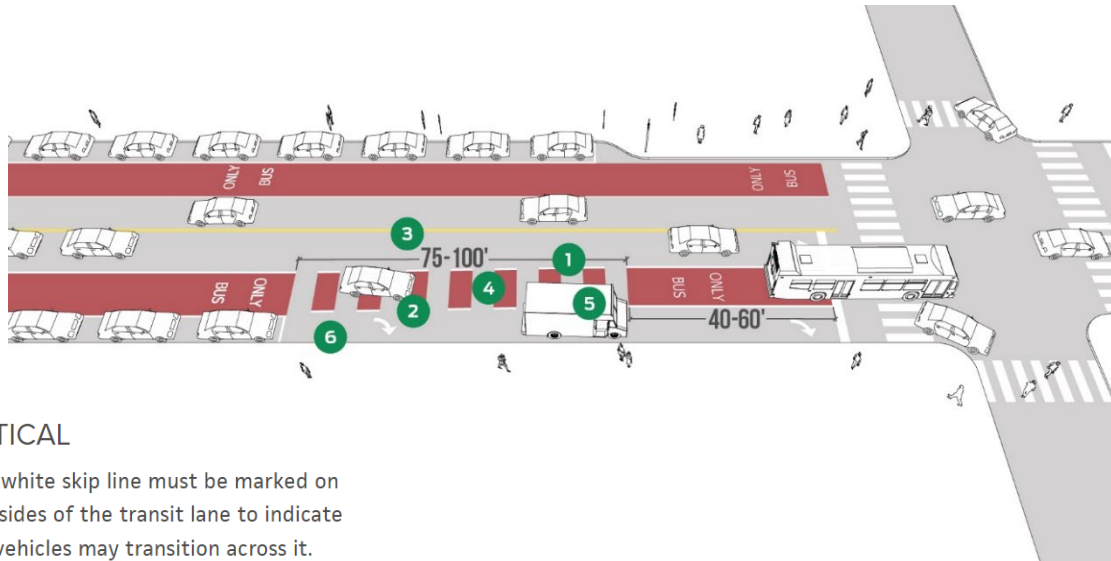 ONLY
BUS
ONLY
BUS
3
75-100'
1
4
BUS
ONLY
2
5
BUS
ONLY
6
40-60'
TICAL
white skip line must be marked on
sides of the transit lane to indicate
vehicles may transition across it.